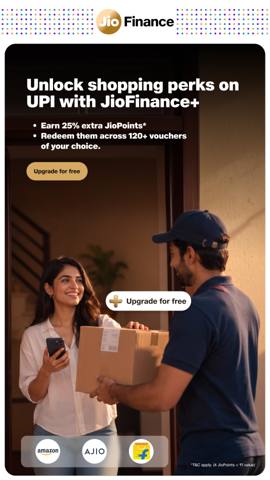 Jio Finance
Unlock shopping perks on
UPI with JioFinance+
• Earn 25% extra JioPoints*
• Redeem them across 120+ vouchers
of your choice.
Upgrade for free
Upgrade for free
amazon
AJIO
*T&C apply. (4 JioPoints = ₹1 value)